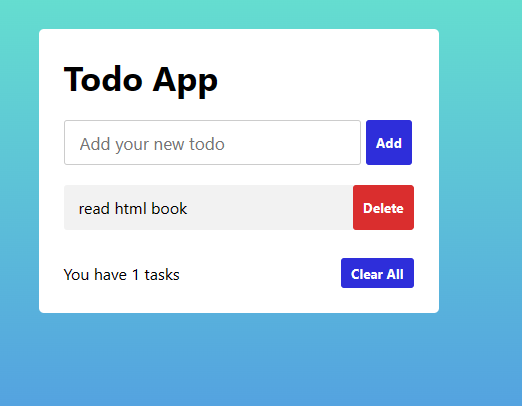 Todo App
Add your new todo
Add
read html book
Delete
You have 1 tasks
Clear All